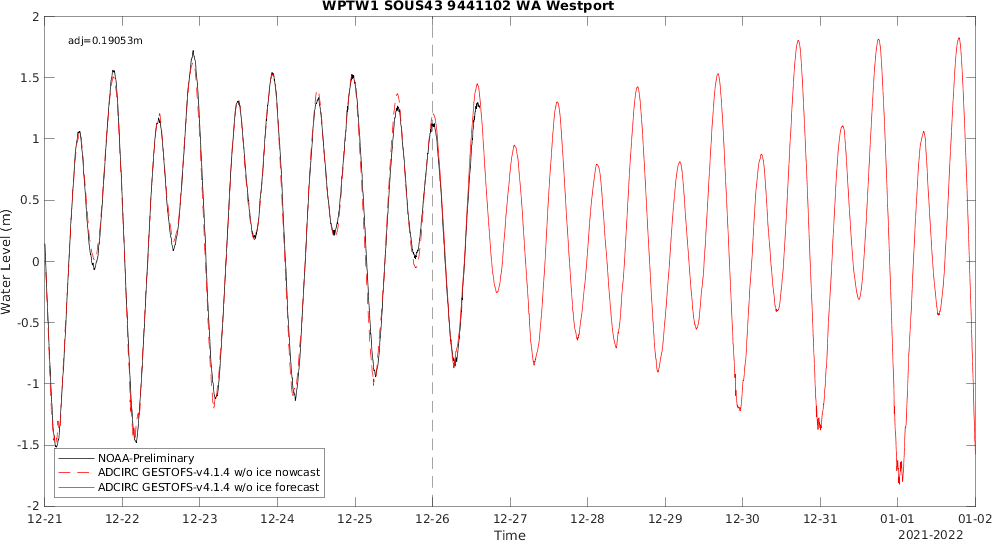 WPTW1 SOUS43 9441102 WA Westport
adj=0.19053m
Water Level (m)
2
1.5
1
0.5
0
-0.5
-1
-1.5
-2
NOAA-Preliminary
ADCIRC GESTOFS-v4.1.4 w/o ice nowcast
ADCIRC GESTOFS-v4.1.4 w/o ice forecast
12-21 12-22 12-23 12-24 12-25 12-26 12-27 12-28 12-29 12-30 12-31 01-01 01-02
Time
2021-2022